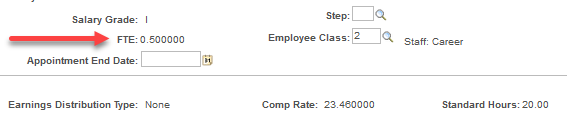 Salary Grade: I Step:
FTE: 0.500000 Employee Class: 2 Staff: Career
Appointment End Date:
Earnings Distribution Type: None Comp Rate: 23.460000 Standard Hours: 20.00